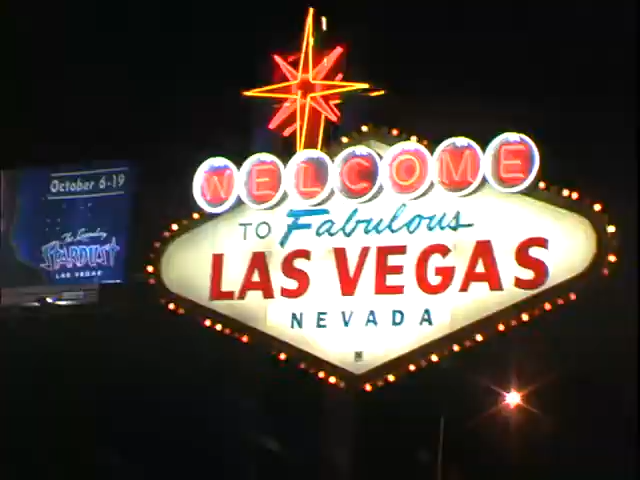 October 6-19
The Legendary
STARDUST
LAS VEGAS
WELCOME
TO Fabulous
LAS VEGAS
NEVADA